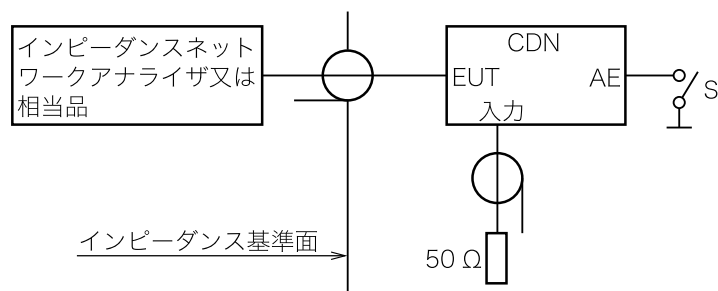 インピーダンスネット
ワークアナライザ又は
相当品
CDN
EUT
AE
入力
S
インピーダンス基準面
50 Ω